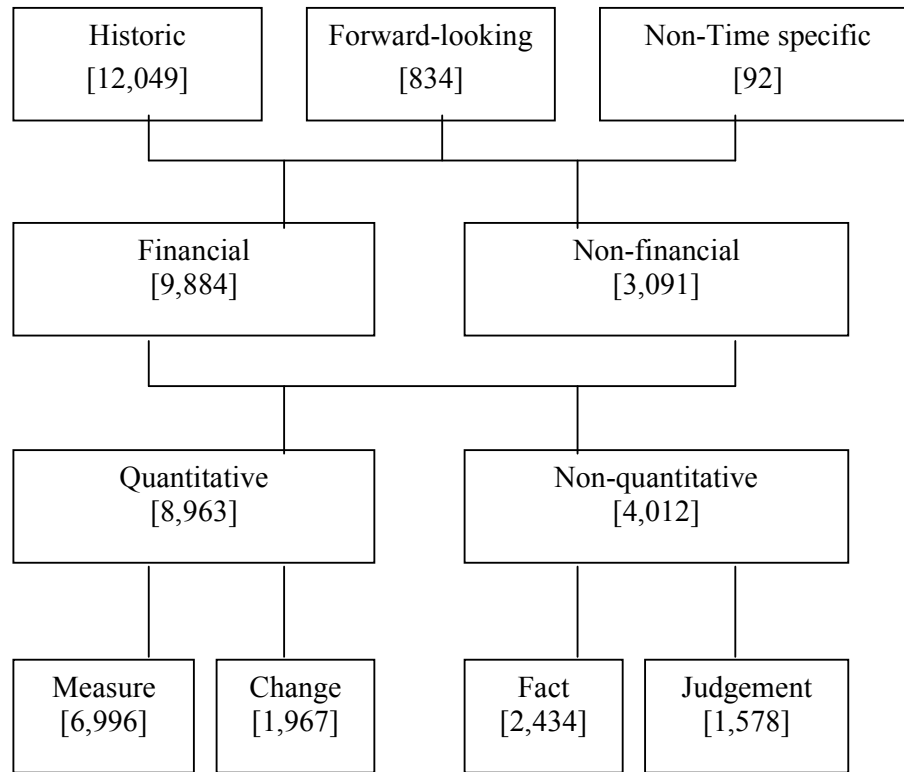 Historic
[12,049]
Forward-looking
[834]
Non-Time specific
[92]
Financial
[9,884]
Non-financial
[3,091]
Quantitative
[8,963]
Non-quantitative
[4,012]
Measure
[6,996]
Change
[1,967]
Fact
[2,434]
Judgement
[1,578]